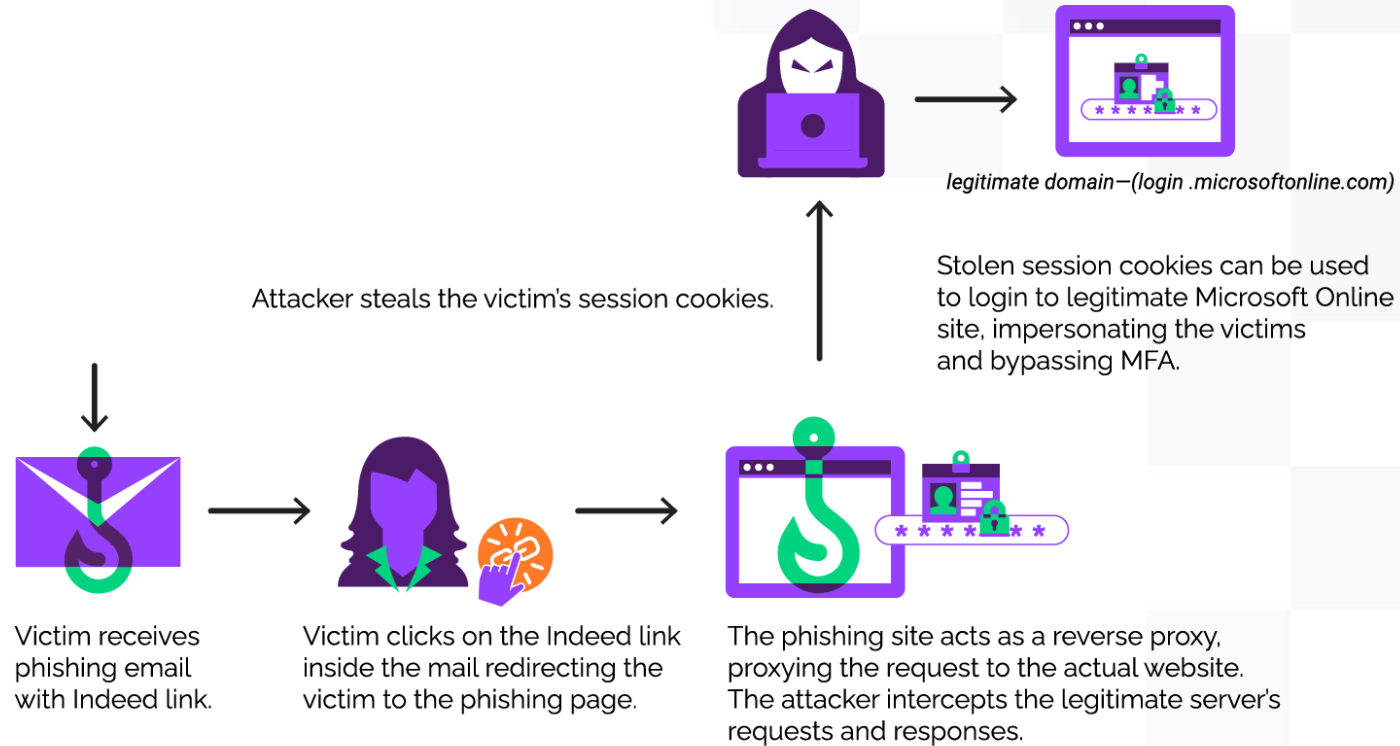 legitimate domain—(login .microsoftonline.com)
Attacker steals the victim's session cookies.
Stolen session cookies can be used
to login to legitimate Microsoft Online
site, impersonating the victims
and bypassing MFA.
Victim receives
phishing email
with Indeed link.
Victim clicks on the Indeed link
inside the mail redirecting the
victim to the phishing page.
The phishing site acts as a reverse proxy,
proxying the request to the actual website.
The attacker intercepts the legitimate server's
requests and responses.